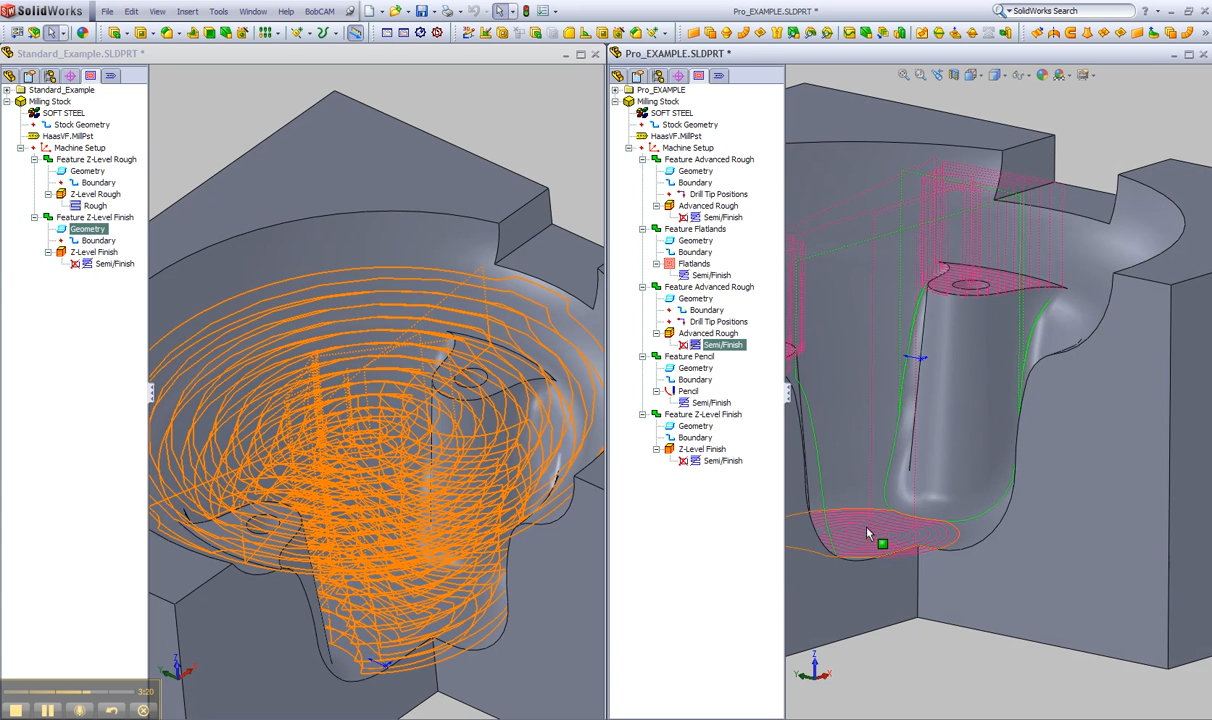 SolidWorks File Edit View Insert Tools Window BobCAM Pro_EXAMPLE.SLDPRT * SolidWorks Search
Standard_Example.SLDPRT *
Standard_Example
Milling Stock
SOFT STEEL
Stock Geometry
HaasVF.MillPst
Machine Setup
Feature Z-Level Rough
Geometry
Boundary
Z-Level Rough
Rough
Feature Z-Level Finish
Geometry
Boundary
Z-Level Finish
Semi/Finish
Z
Y
X
3:20
Pro_EXAMPLE.SLDPRT *
Pro_EXAMPLE
Milling Stock
SOFT STEEL
Stock Geometry
HaasVF.MillPst
Machine Setup
Feature Advanced Rough
Geometry
Boundary
Drill Tip Positions
Advanced Rough
Semi/Finish
Feature Flatlands
Geometry
Boundary
Flatlands
Semi/Finish
Feature Advanced Rough
Geometry
Boundary
Drill Tip Positions
Advanced Rough
Semi/Finish
Feature Pencil
Geometry
Boundary
Pencil
Semi/Finish
Feature Z-Level Finish
Geometry
Boundary
Z-Level Finish
Semi/Finish
Z
Y
X